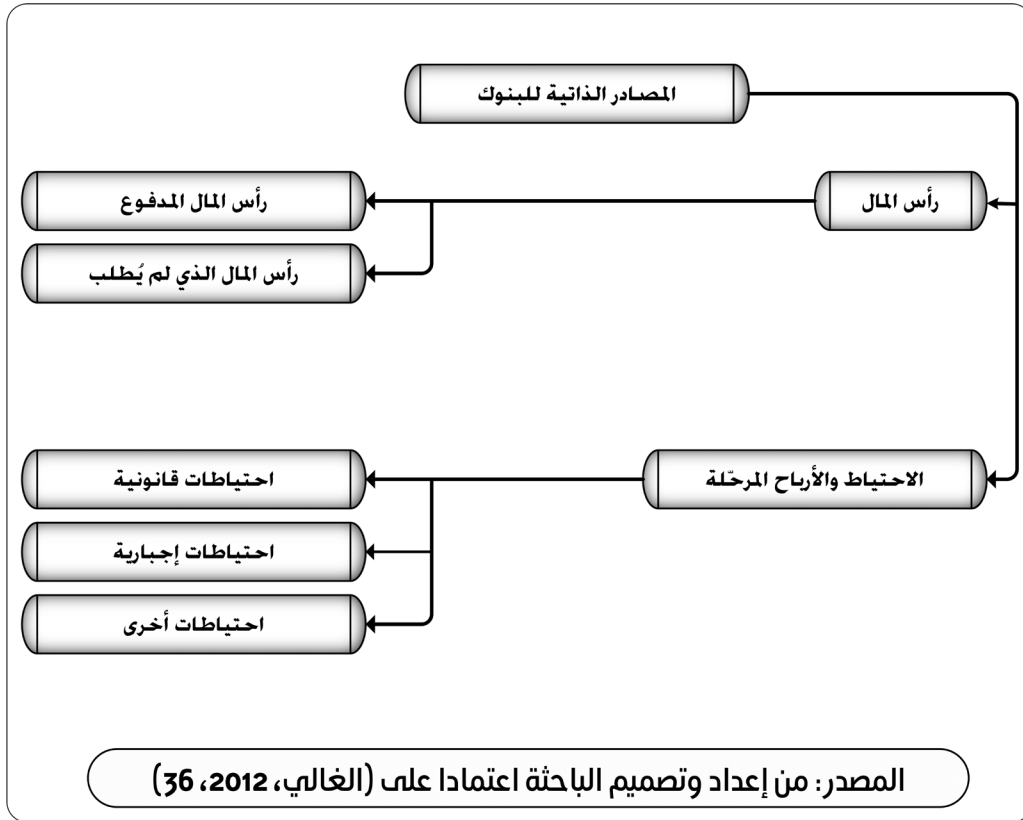 المصادر الذاتية للبنوك
رأس المال
رأس المال المدفوع
رأس المال الذي لم يُطلب
الاحتياط والأرباح المرحّلة
احتياطات قانونية
احتياطات إجبارية
احتياطات أخرى
المصدر: من إعداد وتصميم الباحثة اعتمادا على (الغالي، 2012، 36)